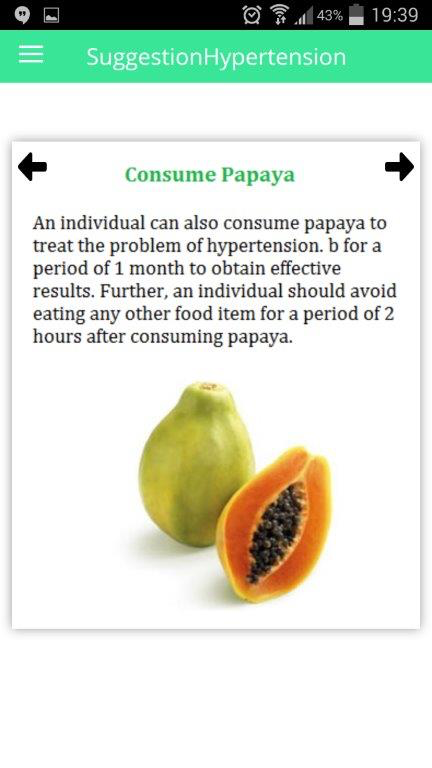 43% 19:39
SuggestionHypertension
Consume Papaya
An individual can also consume papaya to
treat the problem of hypertension. b for a
period of 1 month to obtain effective
results. Further, an individual should avoid
eating any other food item for a period of 2
hours after consuming papaya.